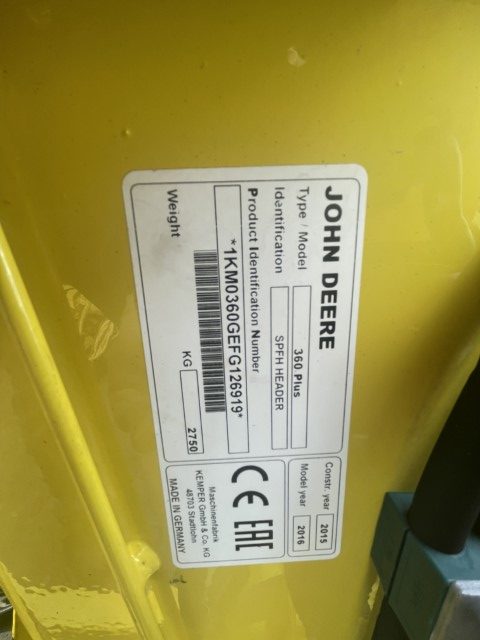 JOHN DEERE
Type / Model 360 Plus
Identification SPFH HEADER
Product Identification Number
*1KM0360GEFG126919*
Weight KG 2750
Constr. year 2015
Model year 2016
CE EAC
Maschinenfabrik
KEMPER GmbH & Co. KG
48703 Stadtlohn
MADE IN GERMANY